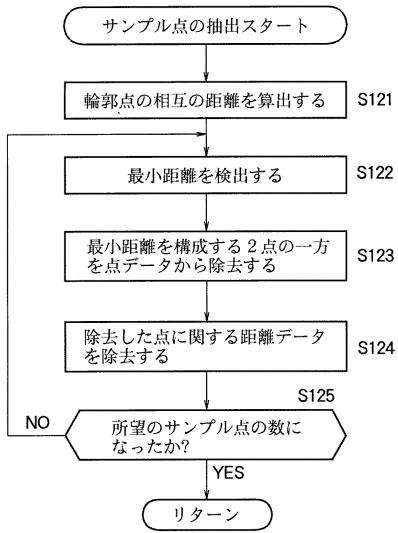 サンプル点の抽出スタート
輪郭点の相互の距離を算出する
S121
最小距離を検出する
S122
最小距離を構成する２点の一方
を点データから除去する
S123
除去した点に関する距離データ
を除去する
S124
S125
所望のサンプル点の数に
なったか?
NO
YES
リターン